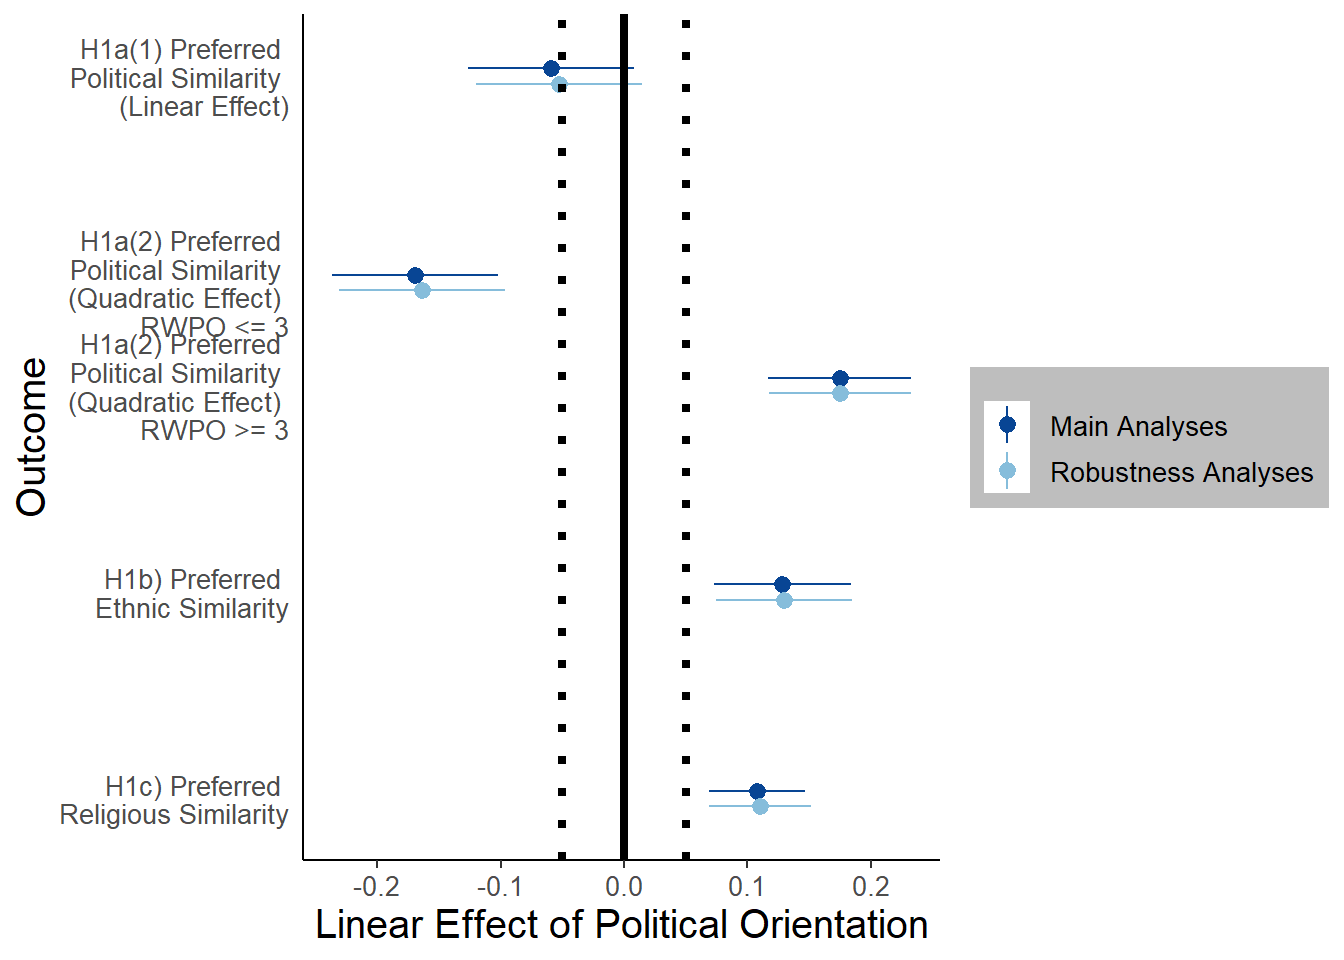 H1a(1) Preferred
Political Similarity
(Linear Effect)
H1a(2) Preferred
Political Similarity
(Quadratic Effect)
RWPO <= 3
H1a(2) Preferred
Political Similarity
(Quadratic Effect)
RWPO >= 3
H1b) Preferred
Ethnic Similarity
H1c) Preferred
Religious Similarity
Outcome
-0.2
-0.1
0.0
0.1
0.2
Linear Effect of Political Orientation
Main Analyses
Robustness Analyses